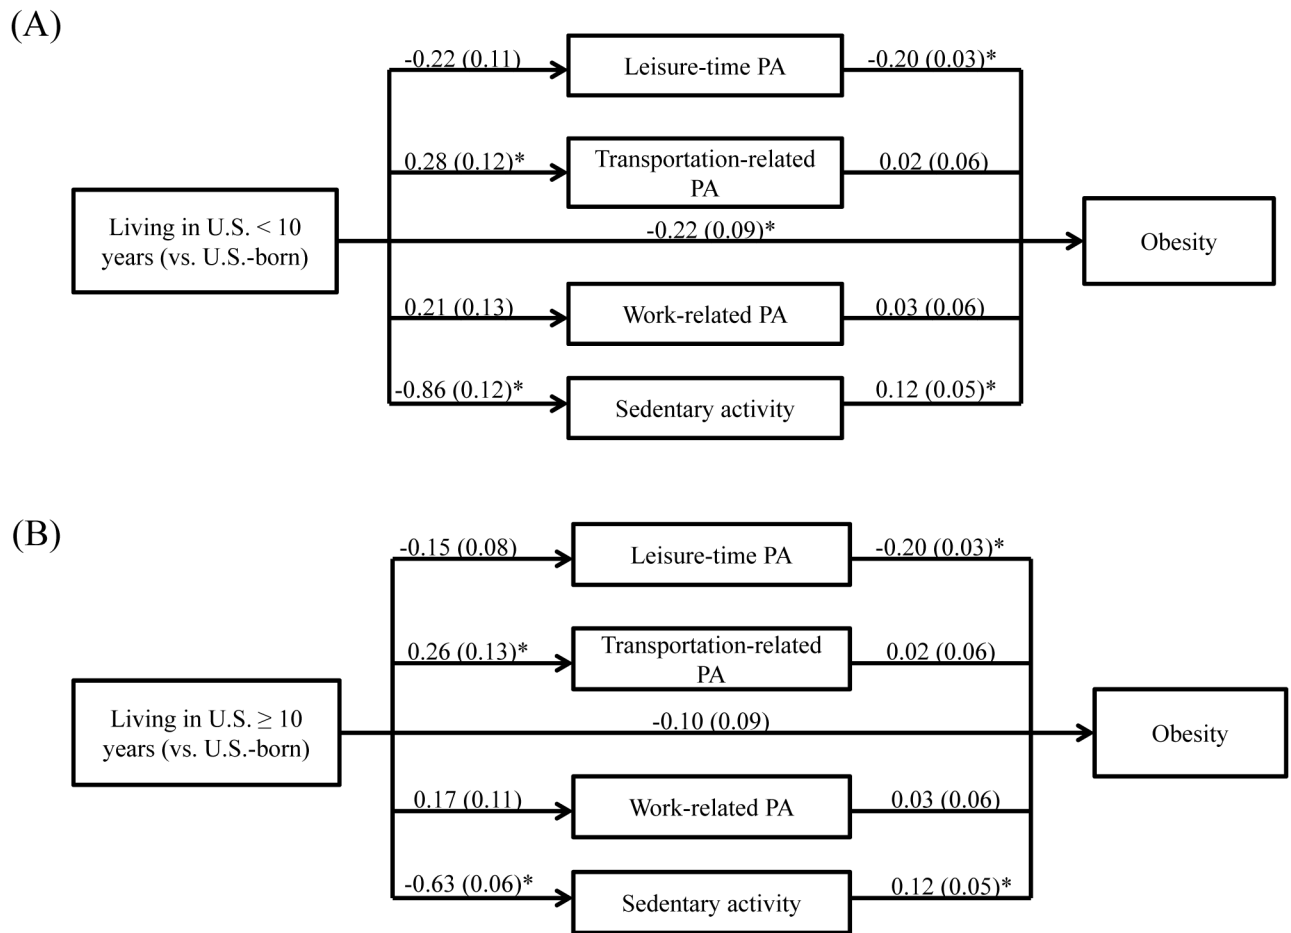 (A)
-0.22 (0.11)
Leisure-time PA
-0.20 (0.03)*
0.28 (0.12)*
Transportation-related
PA
0.02 (0.06)
Living in U.S. < 10
years (vs. U.S.-born)
-0.22 (0.09)*
Obesity
0.21 (0.13)
Work-related PA
0.03 (0.06)
-0.86 (0.12)*
Sedentary activity
0.12 (0.05)*
(B)
-0.15 (0.08)
Leisure-time PA
-0.20 (0.03)*
0.26 (0.13)*
Transportation-related
PA
0.02 (0.06)
Living in U.S. ≥ 10
years (vs. U.S.-born)
-0.10 (0.09)
Obesity
0.17 (0.11)
Work-related PA
0.03 (0.06)
-0.63 (0.06)*
Sedentary activity
0.12 (0.05)*